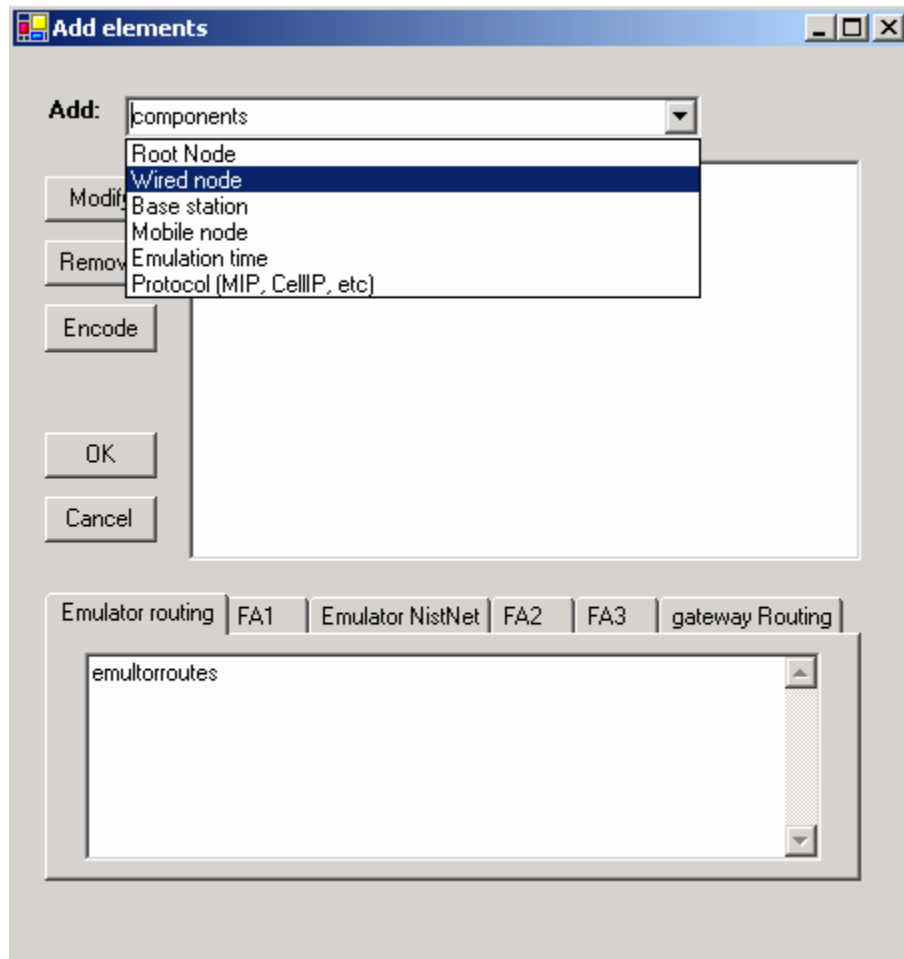 Add elements
Add: components
Root Node
Wired node
Base station
Mobile node
Emulation time
Protocol (MIP, CellIP, etc)
Modify
Remov
Encode
OK
Cancel
Emulator routing FA1 Emulator NistNet FA2 FA3 gateway Routing
emultorroutes